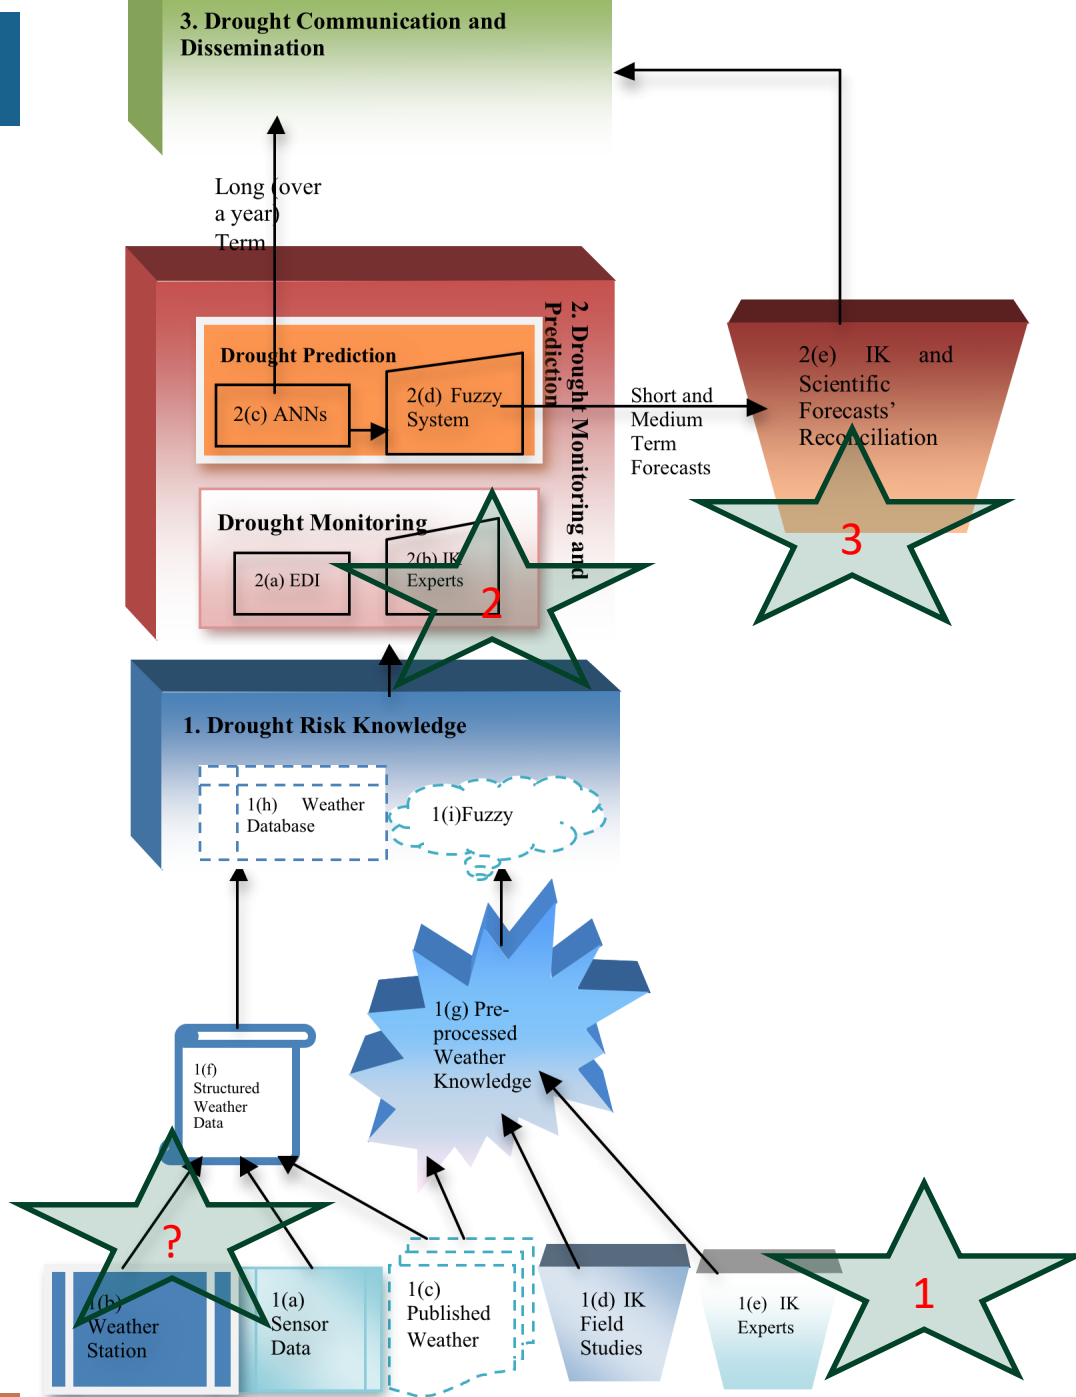 3. Drought Communication and
Dissemination
Long (over
a year)
Term
2. Drought Monitoring and
Prediction
Drought Prediction
2(c) ANNs
2(d) Fuzzy
System
Short and
Medium
Term
Forecasts
2(e) IK and
Scientific
Forecasts’
Reconciliation
3
Drought Monitoring
2(a) EDI
2(b) IK
Experts
2
1. Drought Risk Knowledge
1(h) Weather
Database
1(i)Fuzzy
1(g) Pre-
processed
Weather
Knowledge
1(f)
Structured
Weather
Data
?
1(b)
Weather
Station
1(a)
Sensor
Data
1(c)
Published
Weather
1(d) IK
Field
Studies
1(e) IK
Experts
1